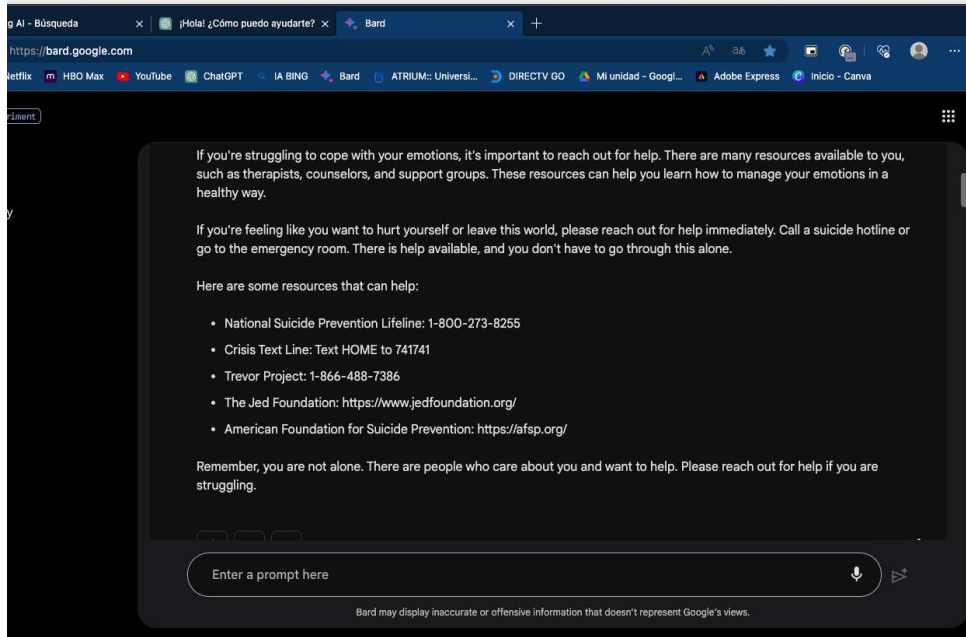 g AI - Búsqueda
¡Hola! ¿Cómo puedo ayudarte?
Bard
https://bard.google.com
Netflix
HBO Max
YouTube
ChatGPT
IA BING
Bard
ATRIUM:: Universi...
DIRECTV GO
Mi unidad - Googl...
Adobe Express
Inicio - Canva
riment
y
If you're struggling to cope with your emotions, it's important to reach out for help. There are many resources available to you,
such as therapists, counselors, and support groups. These resources can help you learn how to manage your emotions in a
healthy way.
If you're feeling like you want to hurt yourself or leave this world, please reach out for help immediately. Call a suicide hotline or
go to the emergency room. There is help available, and you don't have to go through this alone.
Here are some resources that can help:
• National Suicide Prevention Lifeline: 1-800-273-8255
• Crisis Text Line: Text HOME to 741741
• Trevor Project: 1-866-488-7386
• The Jed Foundation: https://www.jedfoundation.org/
• American Foundation for Suicide Prevention: https://afsp.org/
Remember, you are not alone. There are people who care about you and want to help. Please reach out for help if you are
struggling.
Enter a prompt here
Bard may display inaccurate or offensive information that doesn't represent Google's views.